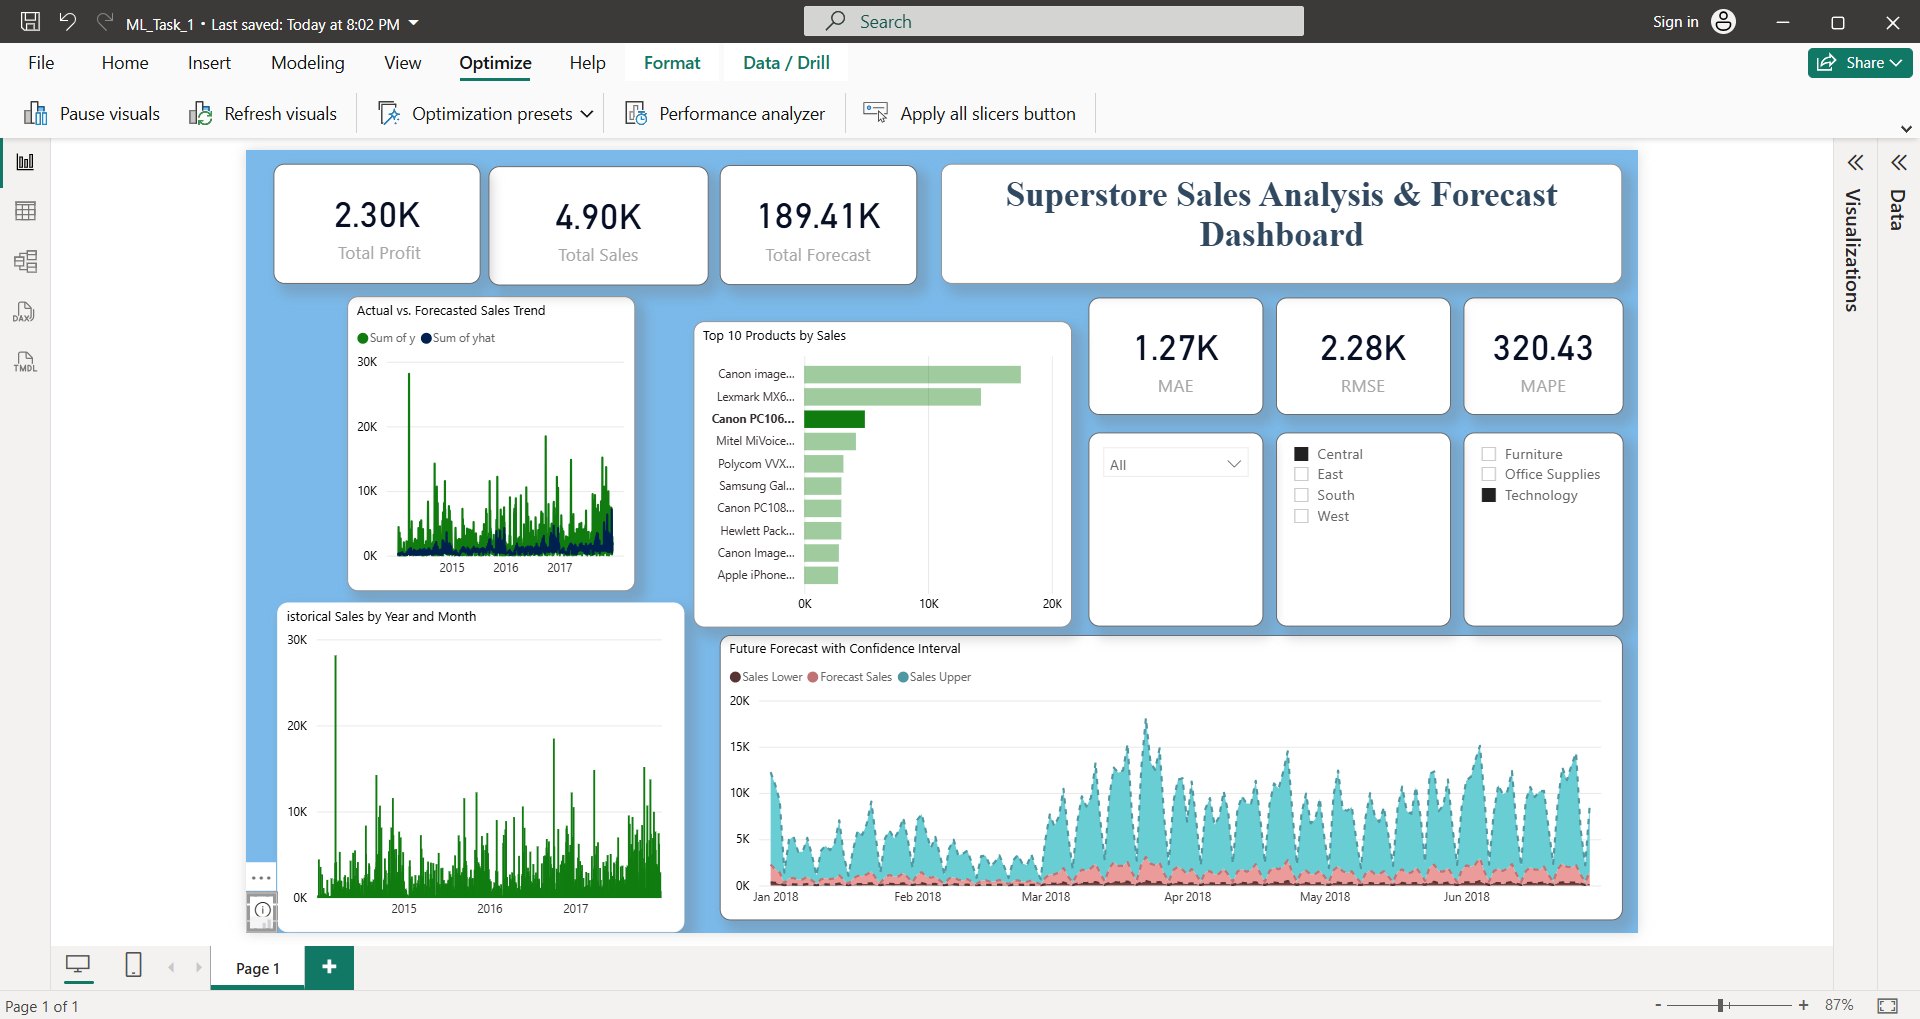 ML_Task_1 • Last saved: Today at 8:02 PM
Search
Sign in
File Home Insert Modeling View Optimize Help Format Data / Drill
Share
Pause visuals Refresh visuals Optimization presets Performance analyzer Apply all slicers button
DAX
TMDL
Visualizations
Data
2.30K
Total Profit
4.90K
Total Sales
189.41K
Total Forecast
Superstore Sales Analysis & Forecast
Dashboard
Actual vs. Forecasted Sales Trend
Sum of y Sum of yhat
30K
20K
10K
0K
2015 2016 2017
Top 10 Products by Sales
Canon image...
Lexmark MX6...
Canon PC106...
Mitel MiVoice...
Polycom VVX...
Samsung Gal...
Canon PC108...
Hewlett Pack...
Canon Image...
Apple iPhone...
0K 10K 20K
1.27K
MAE
2.28K
RMSE
320.43
MAPE
All
Central
East
South
West
Furniture
Office Supplies
Technology
istorical Sales by Year and Month
30K
20K
10K
0K
2015 2016 2017
Future Forecast with Confidence Interval
Sales Lower Forecast Sales Sales Upper
20K
15K
10K
5K
0K
Jan 2018 Feb 2018 Mar 2018 Apr 2018 May 2018 Jun 2018
Page 1
Page 1 of 1
- + 87%